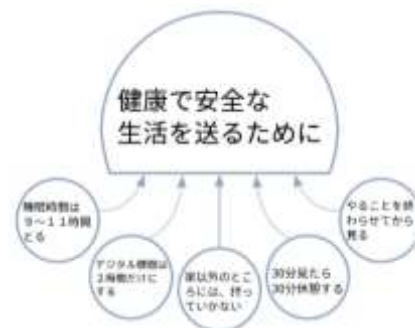 健康で安全な
生活を送るために
睡眠時間は
9～11時間
とる
デジタル機器は
2時間だけに
する
家以外のとこ
ろには、持っ
ていかない
30分見たら
30分休憩する
やることを終
わらせてから
見る